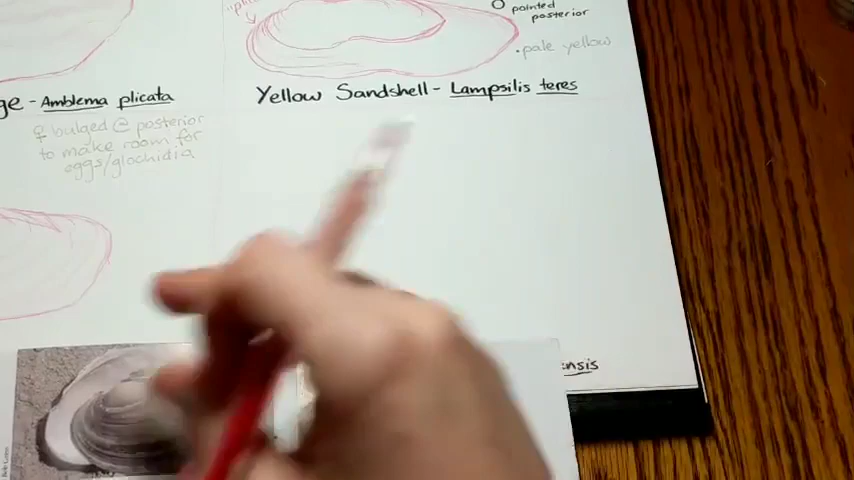 pointed
posterior
• pale yellow
ge - Amblema plicata
Yellow Sandshell - Lampsilis teres
♀ bulged @ posterior
to make room for
eggs/glochidia
ensis